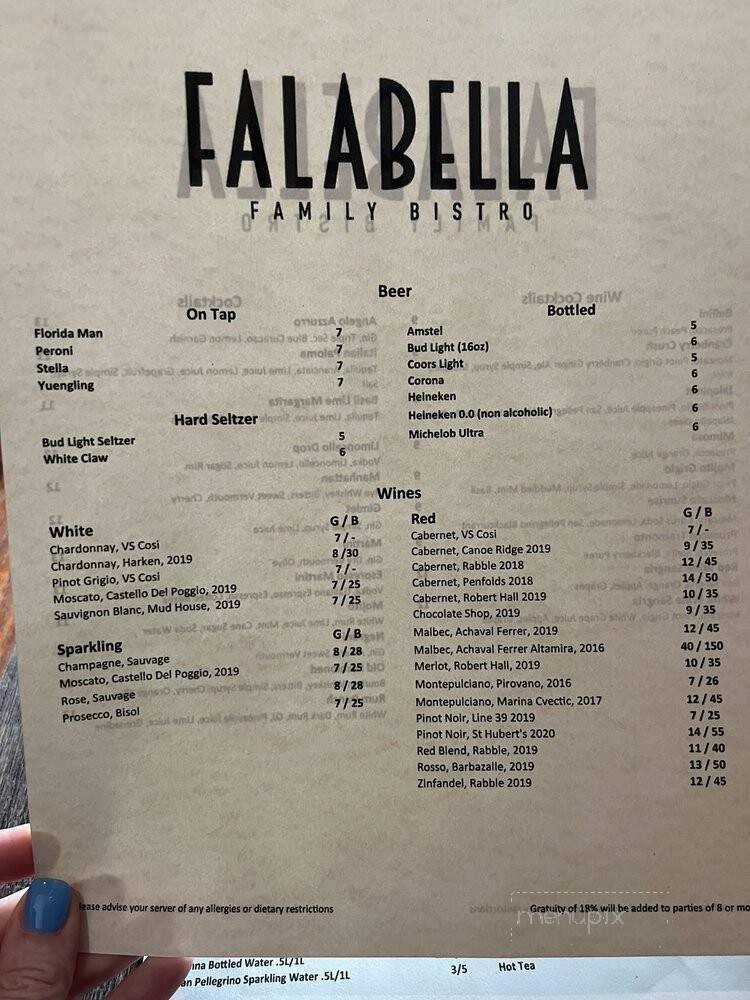 FALABELLA
FAMILY BISTRO
Beer
On Tap
Florida Man 7
Peroni 7
Stella 7
Yuengling 7
Hard Seltzer
Bud Light Seltzer 5
White Claw 6
Bottled
Amstel 5
Bud Light (16oz) 6
Coors Light 5
Corona 6
Heineken 6
Heineken 0.0 (non alcoholic) 6
Michelob Ultra 6
Wines
White G / B
Chardonnay, VS Cosi 7 / -
Chardonnay, Harken, 2019 8 /30
Pinot Grigio, VS Cosi 7 / -
Moscato, Castello Del Poggio, 2019 7 / 25
Sauvignon Blanc, Mud House, 2019 7 / 25
Sparkling G / B
Champagne, Sauvage 8 / 28
Moscato, Castello Del Poggio, 2019 7 / 25
Rose, Sauvage 8 / 28
Prosecco, Bisol 7 / 25
Red G / B
Cabernet, VS Cosi 7 / -
Cabernet, Canoe Ridge 2019 9 / 35
Cabernet, Rabble 2018 12 / 45
Cabernet, Penfolds 2018 14 / 50
Cabernet, Robert Hall 2019 10 / 35
Chocolate Shop, 2019 9 / 35
Malbec, Achaval Ferrer, 2019 12 / 45
Malbec, Achaval Ferrer Altamira, 2016 40 / 150
Merlot, Robert Hall, 2019 10 / 35
Montepulciano, Pirovano, 2016 7 / 26
Montepulciano, Marina Cvectic, 2017 12 / 45
Pinot Noir, Line 39 2019 7 / 25
Pinot Noir, St Hubert's 2020 14 / 55
Red Blend, Rabble, 2019 11 / 40
Rosso, Barbazalle, 2019 13 / 50
Zinfandel, Rabble 2019 12 / 45
lease advise your server of any allergies or dietary restrictions
Gratuity of 18% will be added to parties of 8 or mo
menupix
nna Bottled Water .5L/1L
an Pellegrino Sparkling Water .5L/1L 3/5 Hot Tea